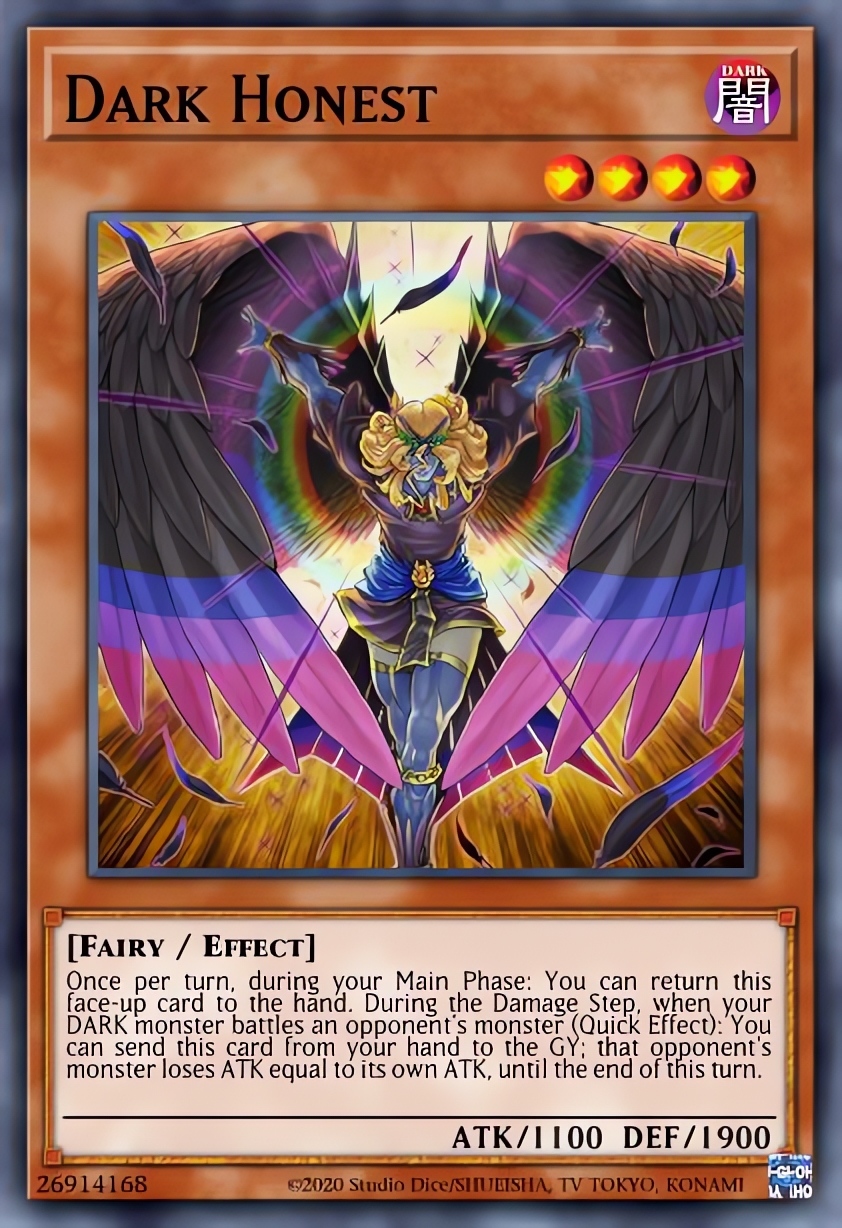 Dark Honest
DARK
闇
[Fairy / Effect]
Once per turn, during your Main Phase: You can return this
face-up card to the hand. During the Damage Step, when your
DARK monster battles an opponent's monster (Quick Effect): You
can send this card from your hand to the GY; that opponent's
monster loses ATK equal to its own ATK, until the end of this turn.
ATK/1100 DEF/1900
26914168
©2020 Studio Dice/SHUEISHA, TV TOKYO, KONAMI